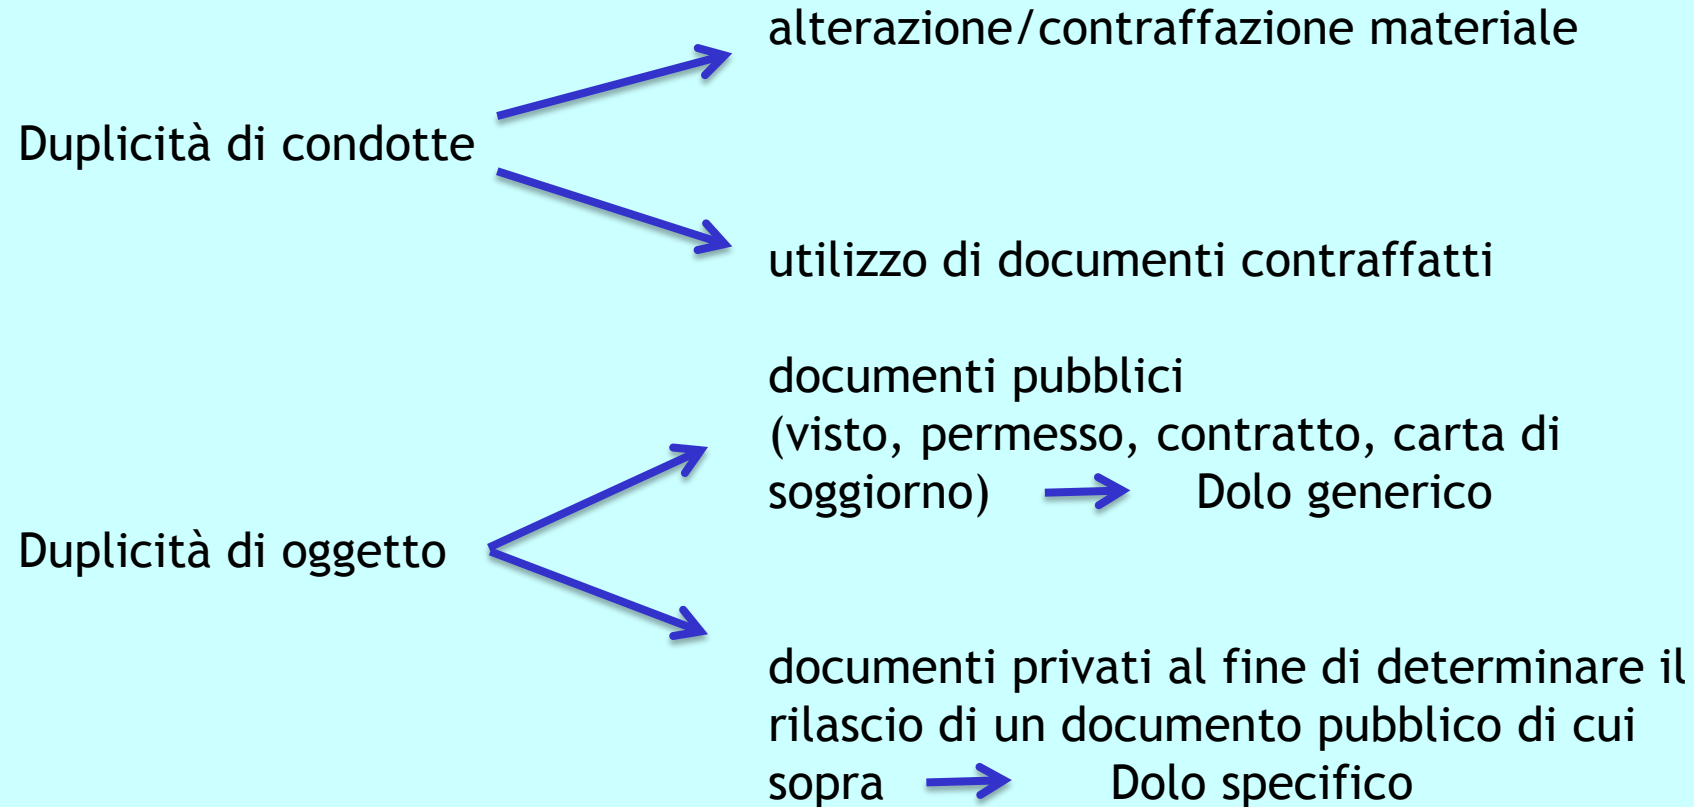 alterazione/contraffazione materiale
Duplicità di condotte
utilizzo di documenti contraffatti
documenti pubblici
(visto, permesso, contratto, carta di
soggiorno) Dolo generico
Duplicità di oggetto
documenti privati al fine di determinare il
rilascio di un documento pubblico di cui
sopra Dolo specifico